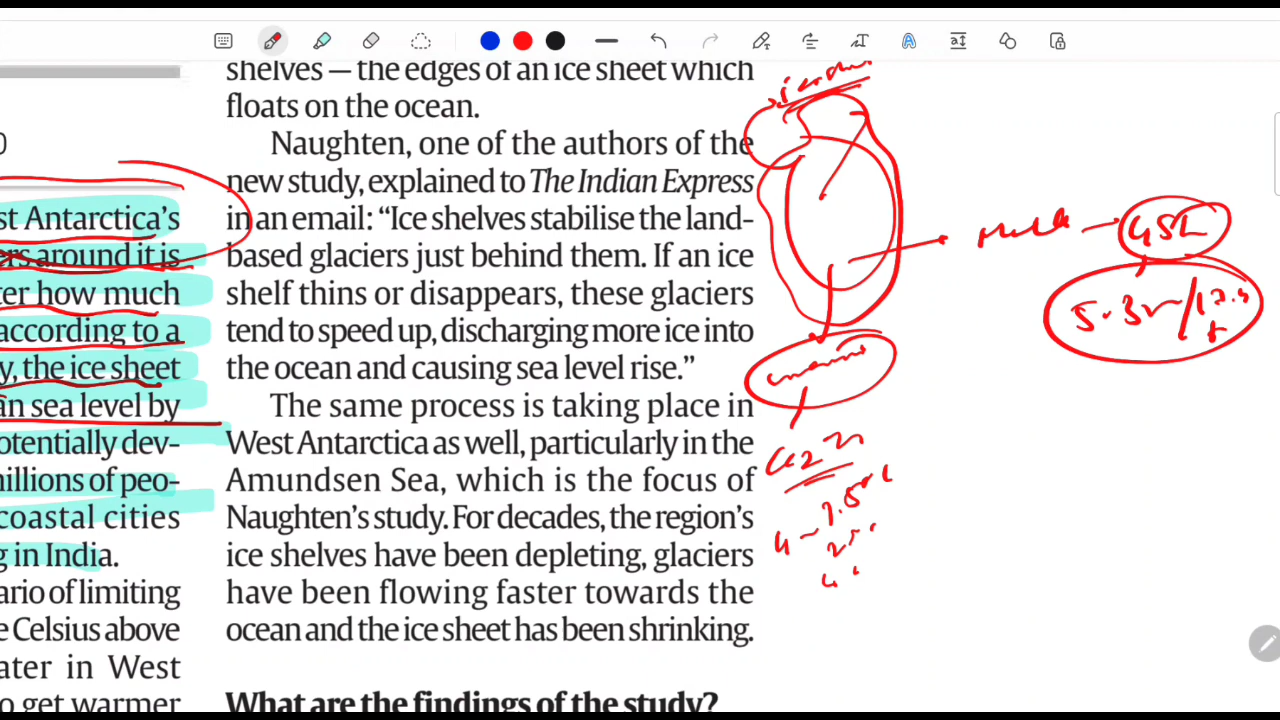 0
st Antarctica's
ers around it is
ter how much
according to a
y, the ice sheet
an sea level by
otentially dev-
nillions of peo-
coastal cities
g in India.
ario of limiting
e Celsius above
ater in West
o get warmer
shelves — the edges of an ice sheet which
floats on the ocean.
Naughten, one of the authors of the
new study, explained to The Indian Express
in an email: “Ice shelves stabilise the land-
based glaciers just behind them. If an ice
shelf thins or disappears, these glaciers
tend to speed up, discharging more ice into
the ocean and causing sea level rise.”
The same process is taking place in
West Antarctica as well, particularly in the
Amundsen Sea, which is the focus of
Naughten’s study. For decades, the region’s
ice shelves have been depleting, glaciers
have been flowing faster towards the
ocean and the ice sheet has been shrinking.
What are the findings of the study?